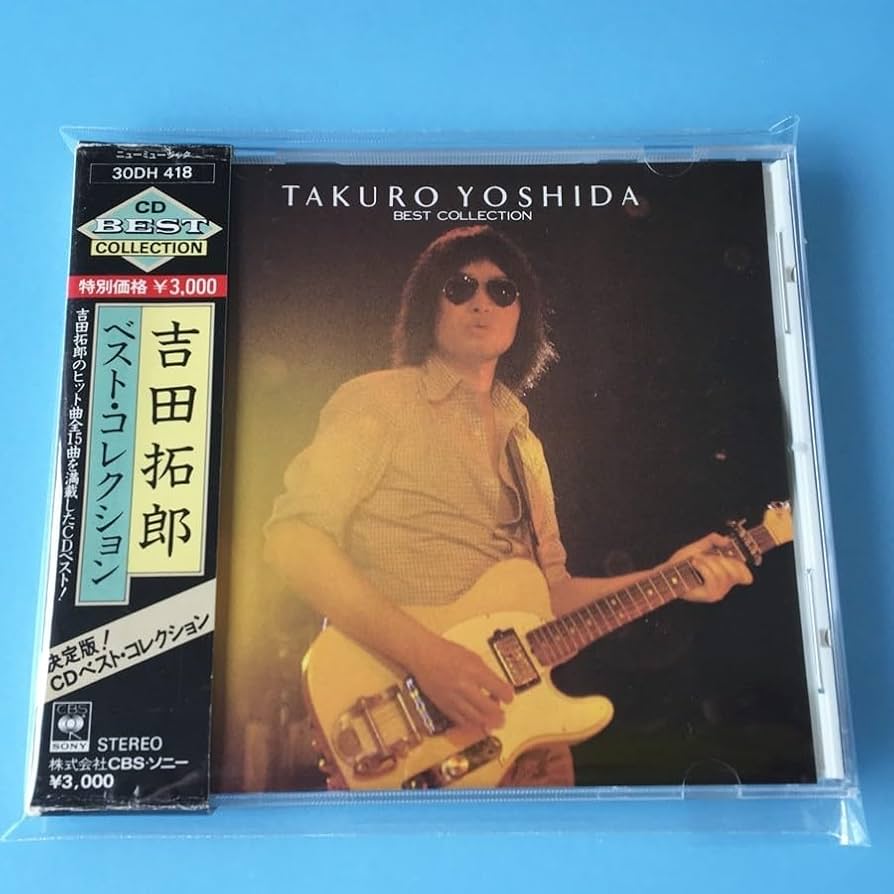 ニューミュージック
30DH 418
CD
BEST
COLLECTION
特別価格 ¥3,000
吉田拓郎
ベスト・コレクション
吉田拓郎のヒット曲全15曲を満載したCDベスト!
決定版!
CDベスト・コレクション
CBS
SONY
STEREO
株式会社CBS・ソニー
¥3,000
TAKURO YOSHIDA
BEST COLLECTION